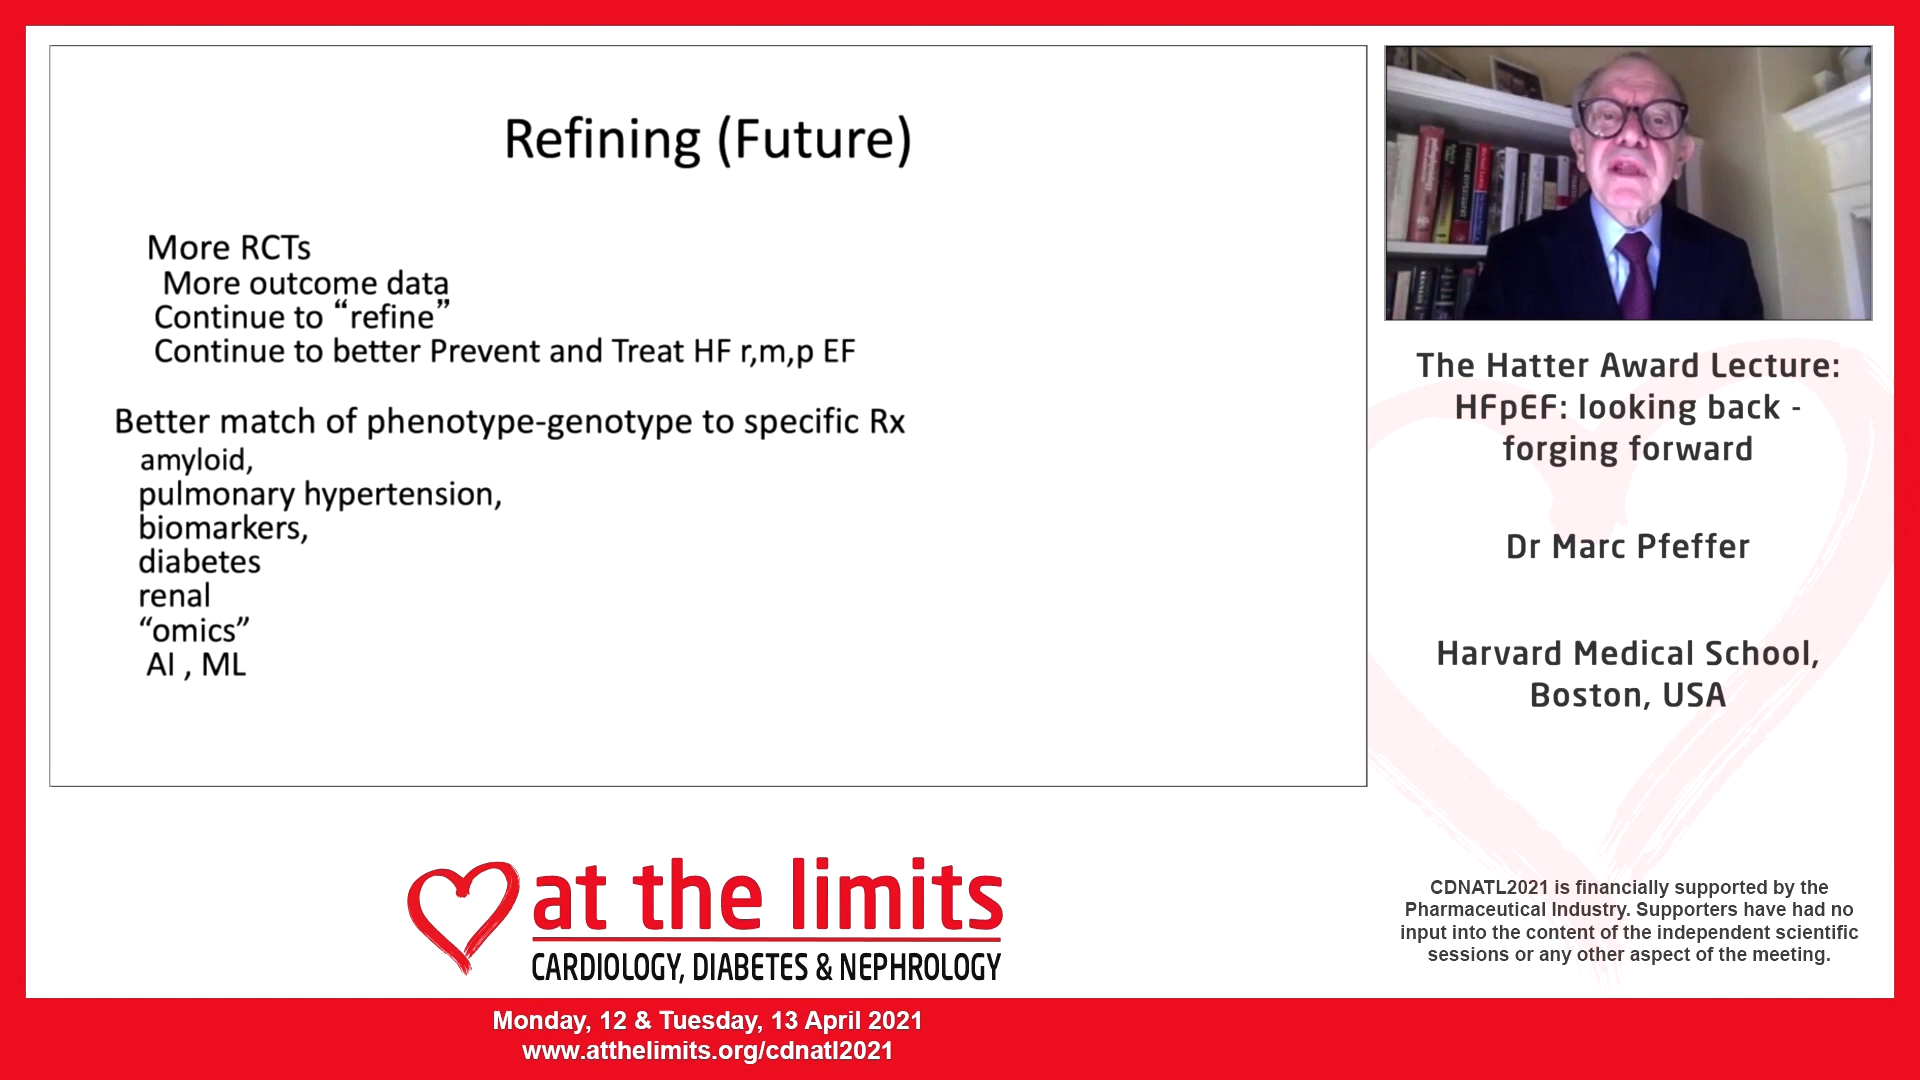 Refining (Future)
More RCTs
More outcome data
Continue to “refine”
Continue to better Prevent and Treat HF r,m,p EF
Better match of phenotype-genotype to specific Rx
amyloid,
pulmonary hypertension,
biomarkers,
diabetes
renal
“omics”
AI , ML
The Hatter Award Lecture:
HFpEF: looking back -
forging forward
Dr Marc Pfeffer
Harvard Medical School,
Boston, USA
at the limits
CARDIOLOGY, DIABETES & NEPHROLOGY
CDNATL2021 is financially supported by the
Pharmaceutical Industry. Supporters have had no
input into the content of the independent scientific
sessions or any other aspect of the meeting.
Monday, 12 & Tuesday, 13 April 2021
www.atthelimits.org/cdnatl2021